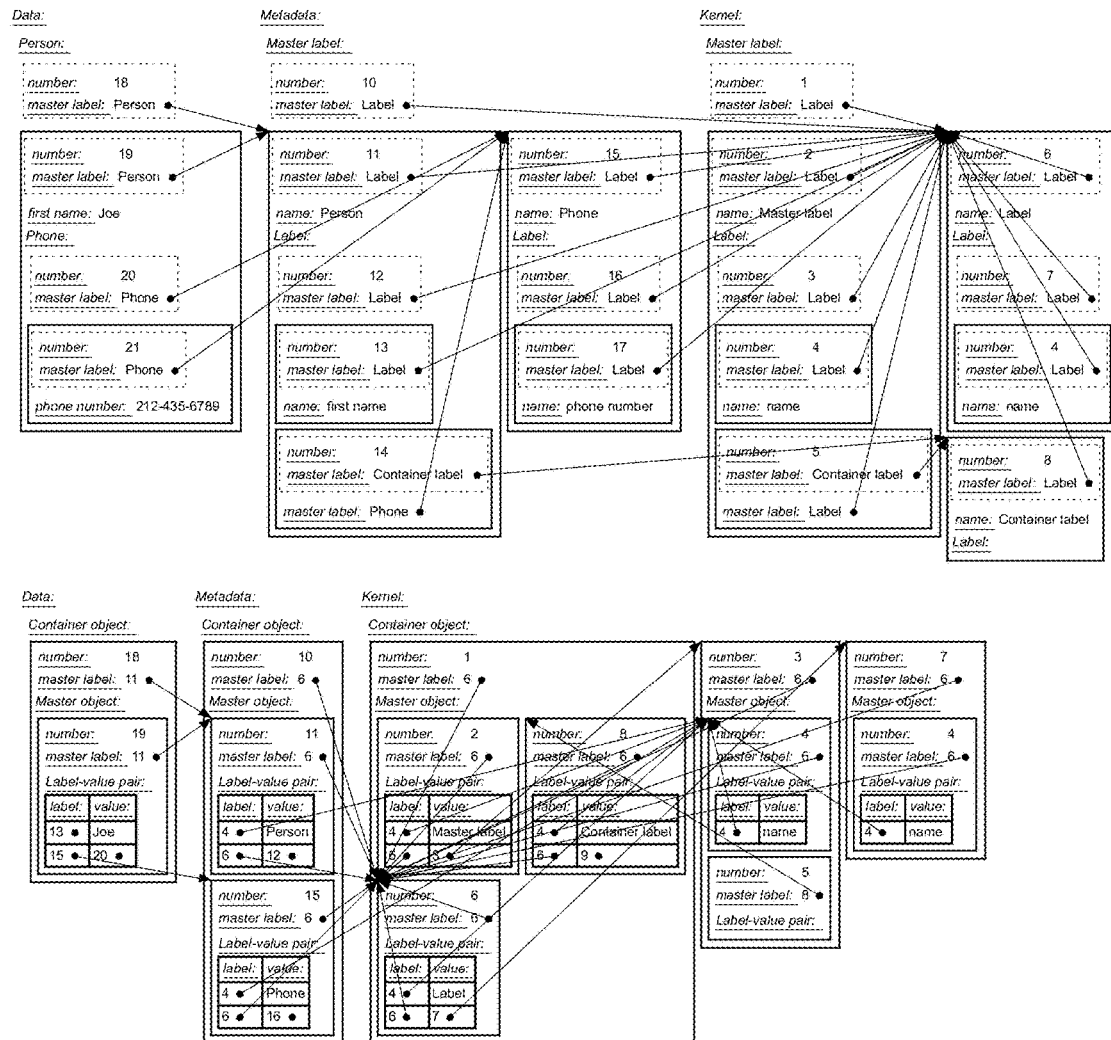 Data:
Metadata:
Kernel:
Person:
Master label:
Master label:
number: 18
master label: Person
number: 10
master label: Label
number: 1
master label: Label
number: 19
master label: Person
first name: Joe
Phone:
number: 20
master label: Phone
number: 21
master label: Phone
phone number: 212-435-6789
number: 11
master label: Label
name: Person
Label:
number: 12
master label: Label
number: 13
master label: Label
name: first name
number: 14
master label: Container label
master label: Phone
number: 15
master label: Label
name: Phone
Label:
number: 16
master label: Label
number: 17
master label: Label
name: phone number
number: 2
master label: Label
name: Master label
Label:
number: 3
master label: Label
number: 4
master label: Label
name: name
number: 5
master label: Container label
master label: Label
number: 6
master label: Label
name: Label
Label:
number: 7
master label: Label
number: 4
master label: Label
name: name
number: 8
master label: Label
name: Container label
Label:
Data:
Metadata:
Kernel:
Container object:
Container object:
Container object:
number: 18
master label: 11
Master object:
number: 19
master label: 11
Label-value pair:
label: value:
13 Joe
15 20
number: 10
master label: 6
Master object:
number: 11
master label: 6
Label-value pair:
label: value:
4 Person
6 12
number: 15
master label: 6
Label-value pair:
label: value:
4 Phone
6 16
number: 1
master label: 6
Master object:
number: 2
master label: 6
Label-value pair:
label: value:
4 Master label
6 3
number: 8
master label: 6
Label-value pair:
label: value:
4 Container label
6 9
number: 6
master label: 6
Label-value pair:
label: value:
4 Label
6 7
number: 3
master label: 6
Master object:
number: 4
master label: 6
Label-value pair:
label: value:
4 name
number: 5
master label: 8
Label-value pair:
number: 7
master label: 6
Master object:
number: 4
master label: 6
Label-value pair:
label: value:
4 name